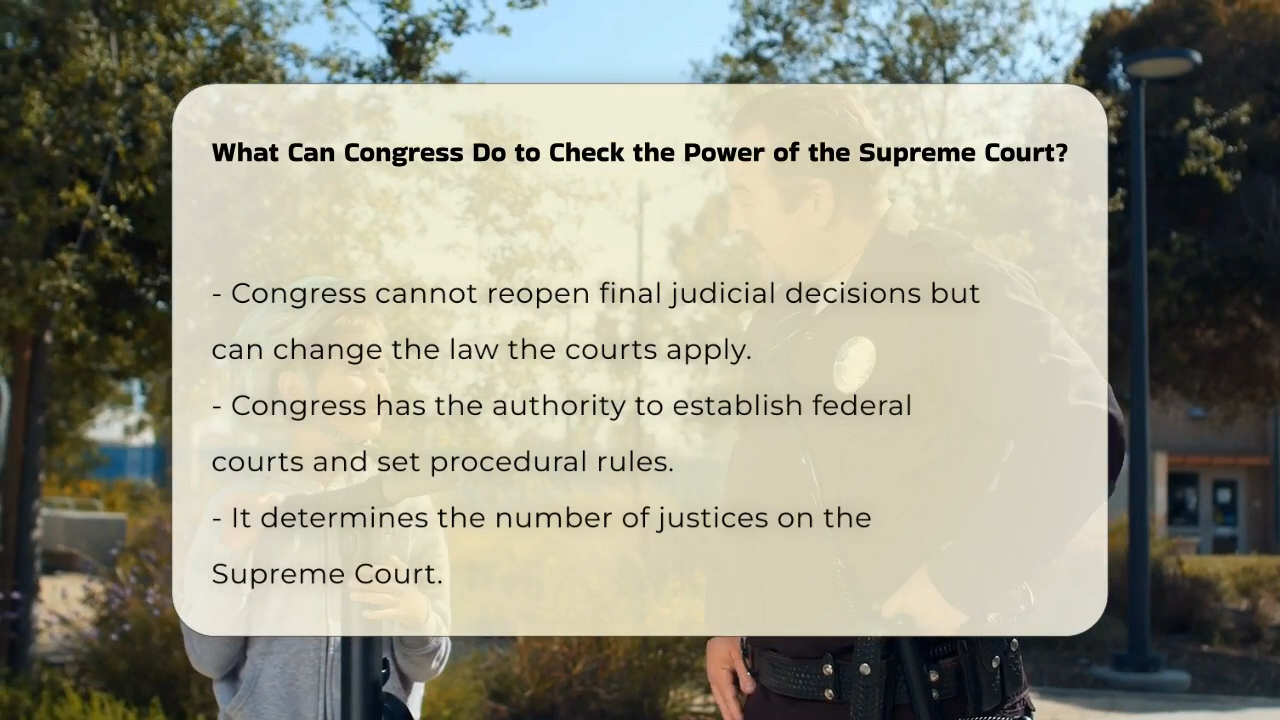 What Can Congress Do to Check the Power of the Supreme Court?
- Congress cannot reopen final judicial decisions but
can change the law the courts apply.
- Congress has the authority to establish federal
courts and set procedural rules.
- It determines the number of justices on the
Supreme Court.